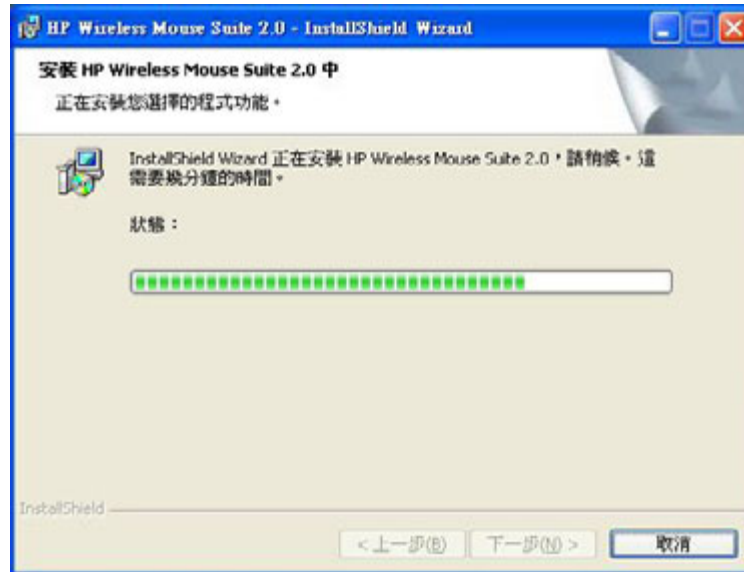 HP Wireless Mouse Suite 2.0 - InstallShield Wizard
安裝 HP Wireless Mouse Suite 2.0 中
正在安裝您選擇的程式功能。
InstallShield Wizard 正在安裝 HP Wireless Mouse Suite 2.0，請稍候。這
需要幾分鐘的時間。
狀態：
InstallShield
<上一步(B)
下一步(N) >
取消